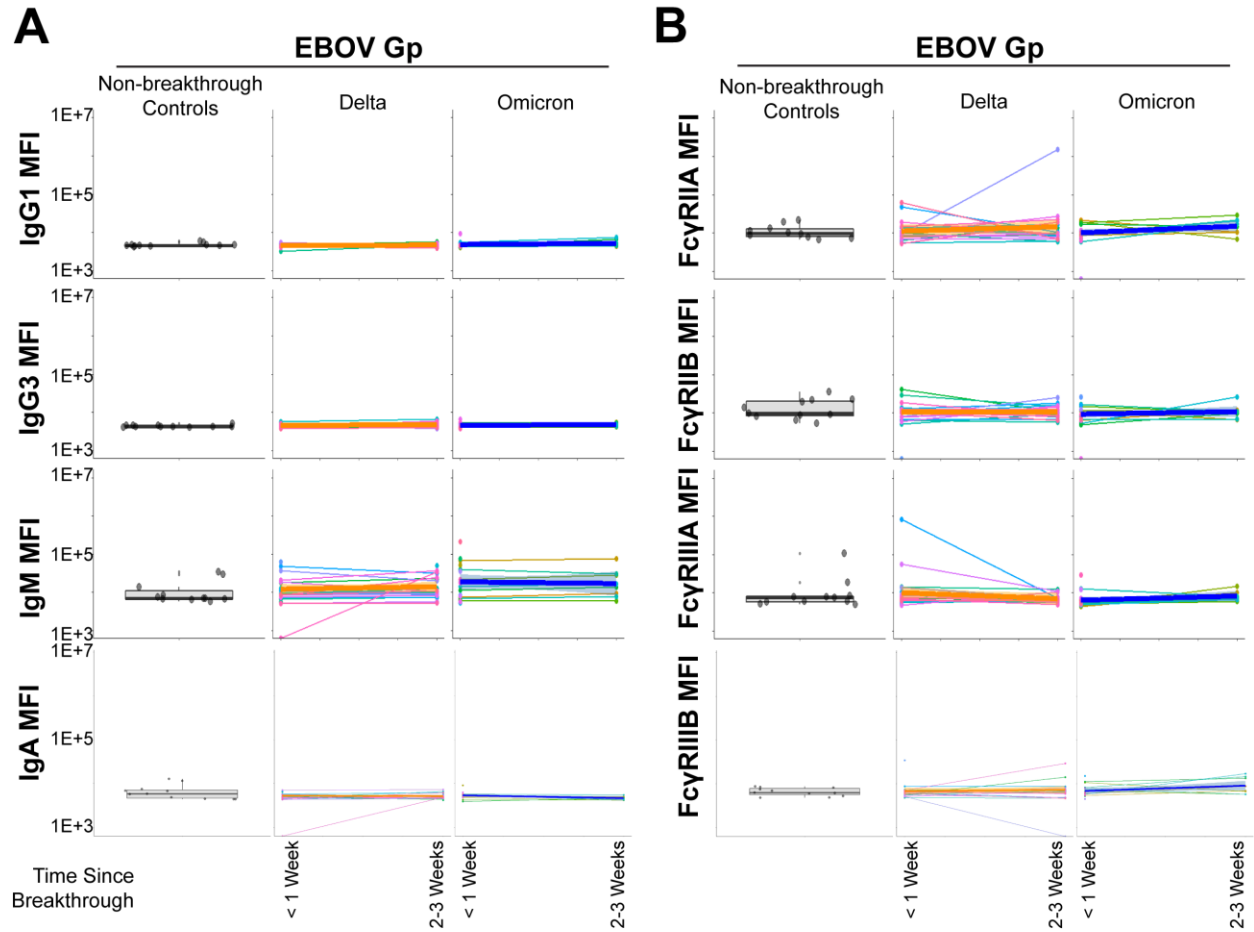 A
EBOV Gp
Non-breakthrough
Controls
Delta
Omicron
IgG1 MFI
1E+7
1E+5
1E+3
IgG3 MFI
1E+7
1E+5
1E+3
IgM MFI
1E+7
1E+5
1E+3
IgA MFI
1E+7
1E+5
1E+3
Time Since
Breakthrough
< 1 Week
2-3 Weeks
< 1 Week
2-3 Weeks
B
EBOV Gp
Non-breakthrough
Controls
Delta
Omicron
FcγRIIA MFI
FcγRIIB MFI
FcγRIIIA MFI
FcγRIIIB MFI
< 1 Week
2-3 Weeks
< 1 Week
2-3 Weeks